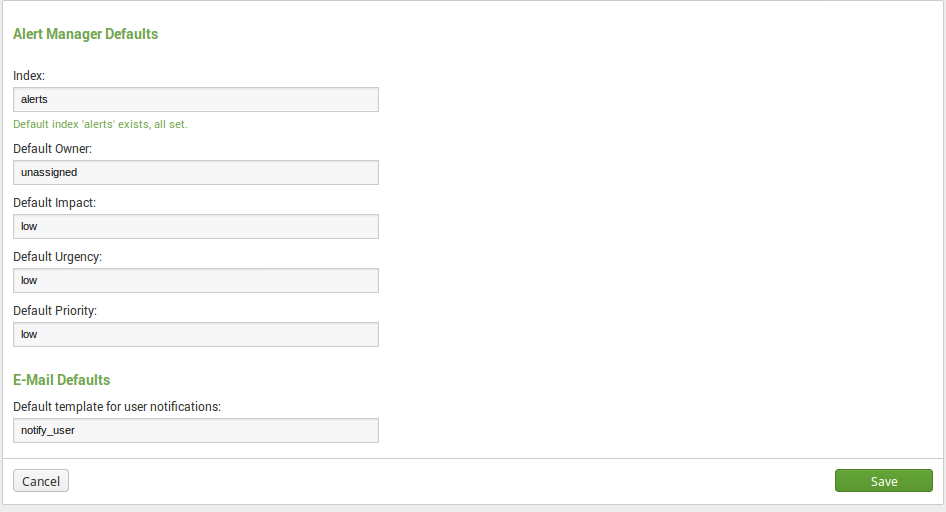 Alert Manager Defaults
Index:
alerts
Default index 'alerts' exists, all set.
Default Owner:
unassigned
Default Impact:
low
Default Urgency:
low
Default Priority:
low
E-Mail Defaults
Default template for user notifications:
notify_user
Cancel
Save